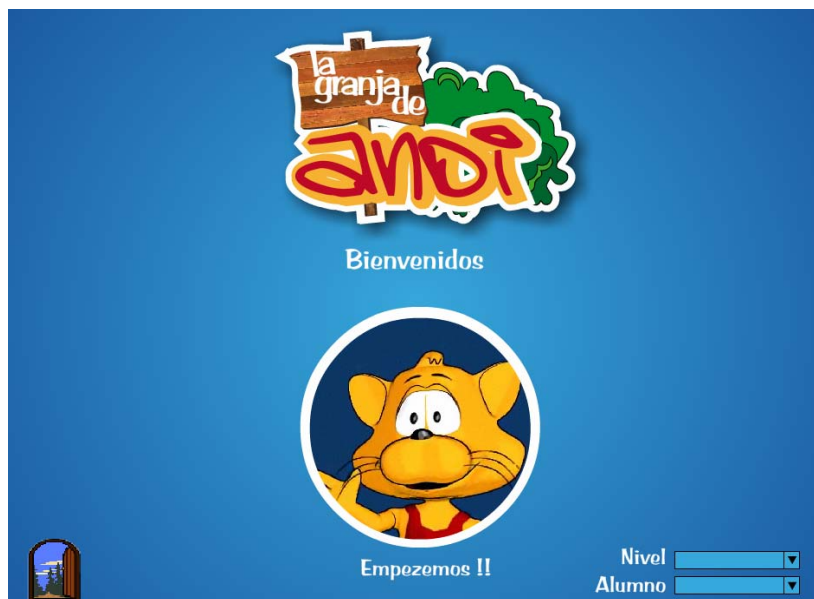 la
granja
de
andi
Bienvenidos
Empezemos !!
Nivel
Alumno